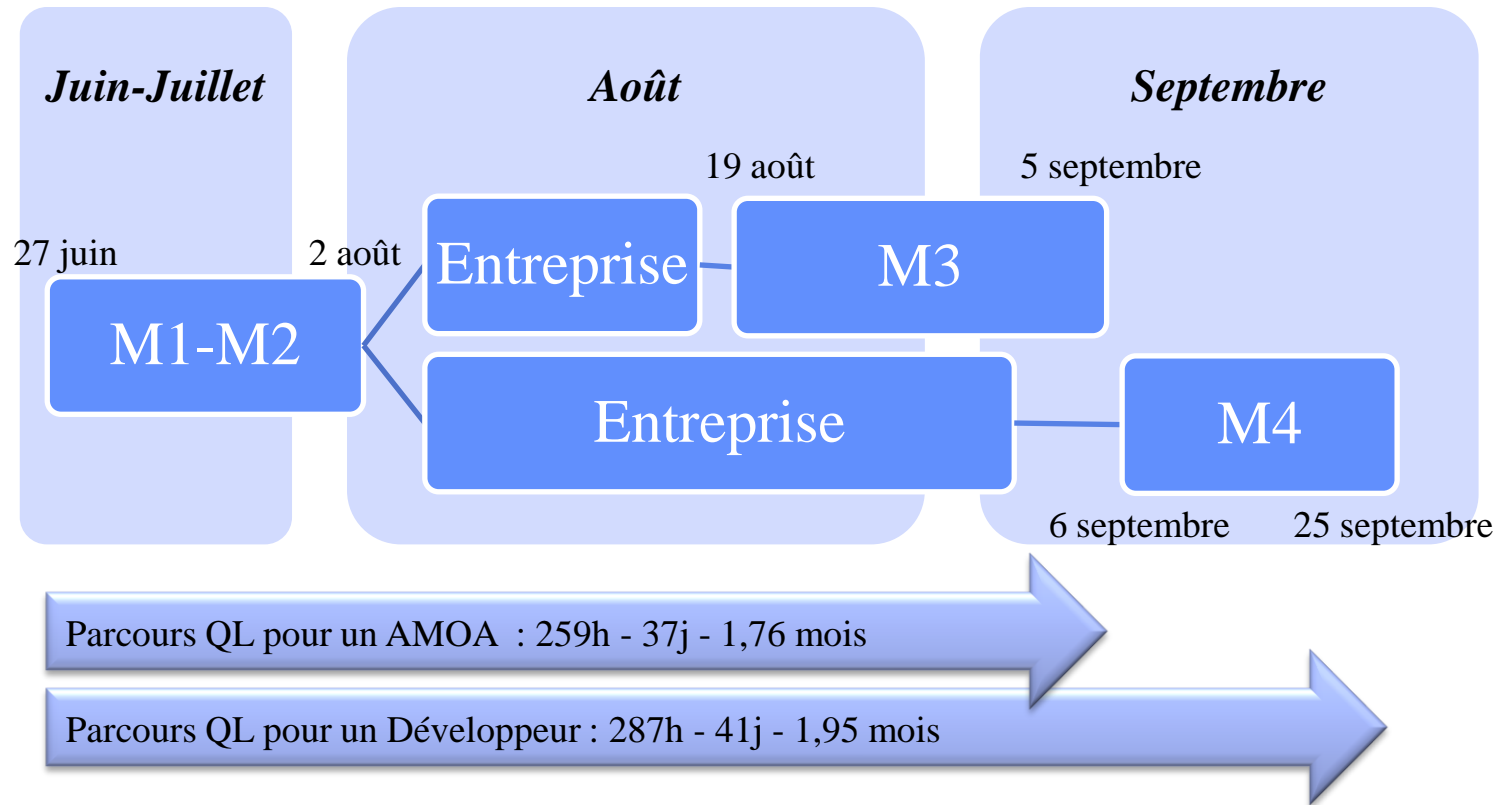 Juin-Juillet
Août
Septembre
19 août
5 septembre
27 juin
2 août
Entreprise
M3
M1-M2
Entreprise
M4
6 septembre
25 septembre
Parcours QL pour un AMOA : 259h - 37j - 1,76 mois
Parcours QL pour un Développeur : 287h - 41j - 1,95 mois